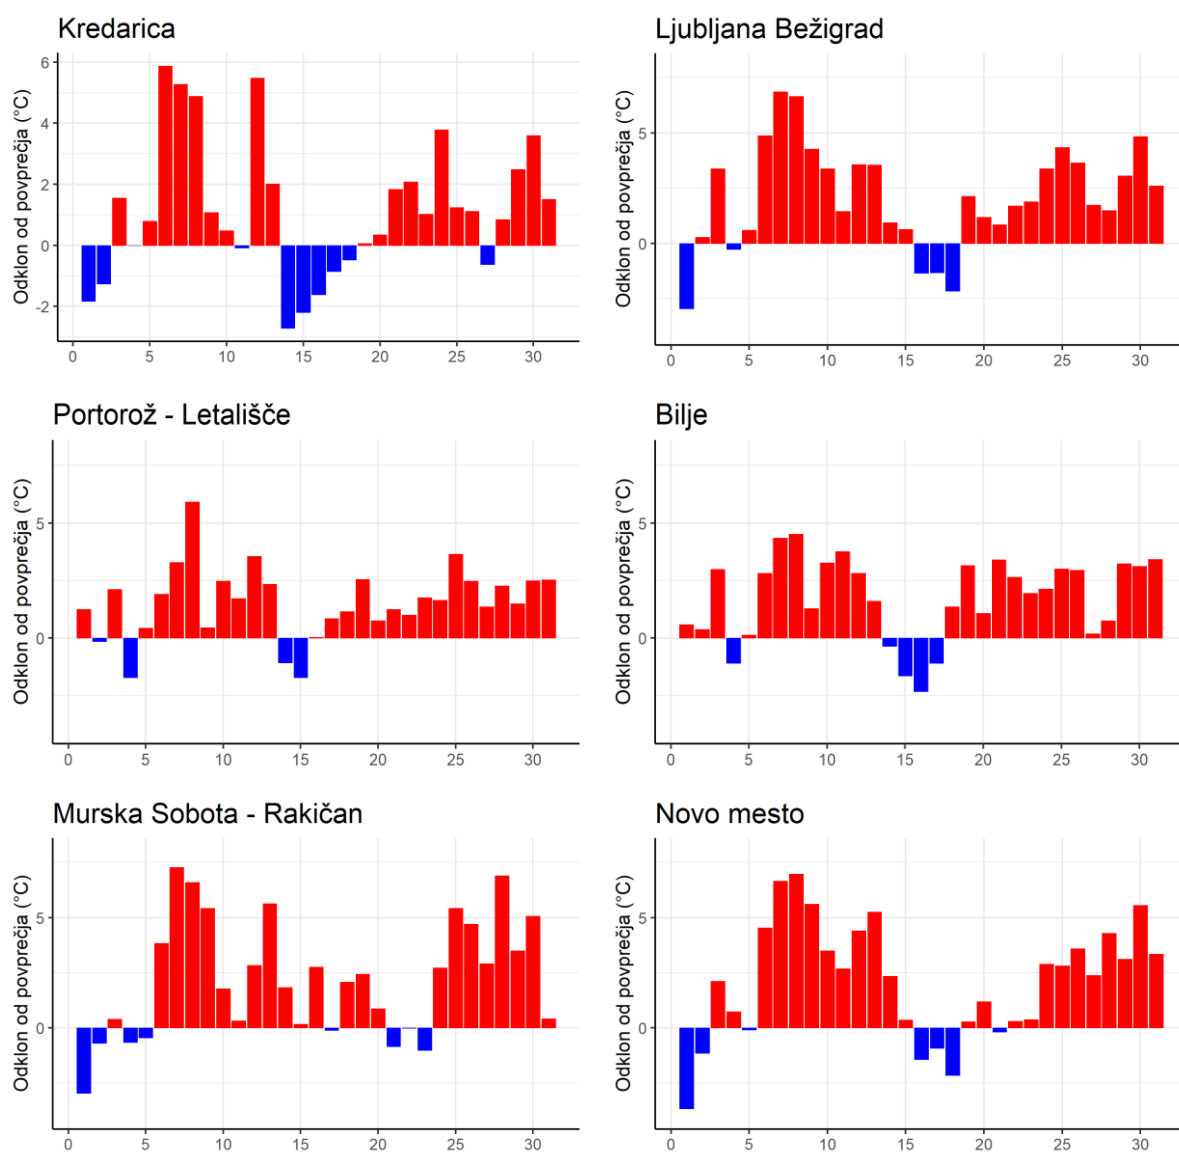 Kredarica
Odklon od povprečja (°C)
6
4
2
0
-2
0 5 10 15 20 25 30
Ljubljana Bežigrad
Odklon od povprečja (°C)
5
0
0 5 10 15 20 25 30
Portorož - Letališče
Odklon od povprečja (°C)
5
0
0 5 10 15 20 25 30
Bilje
Odklon od povprečja (°C)
5
0
0 5 10 15 20 25 30
Murska Sobota - Rakičan
Odklon od povprečja (°C)
5
0
0 5 10 15 20 25 30
Novo mesto
Odklon od povprečja (°C)
5
0
0 5 10 15 20 25 30